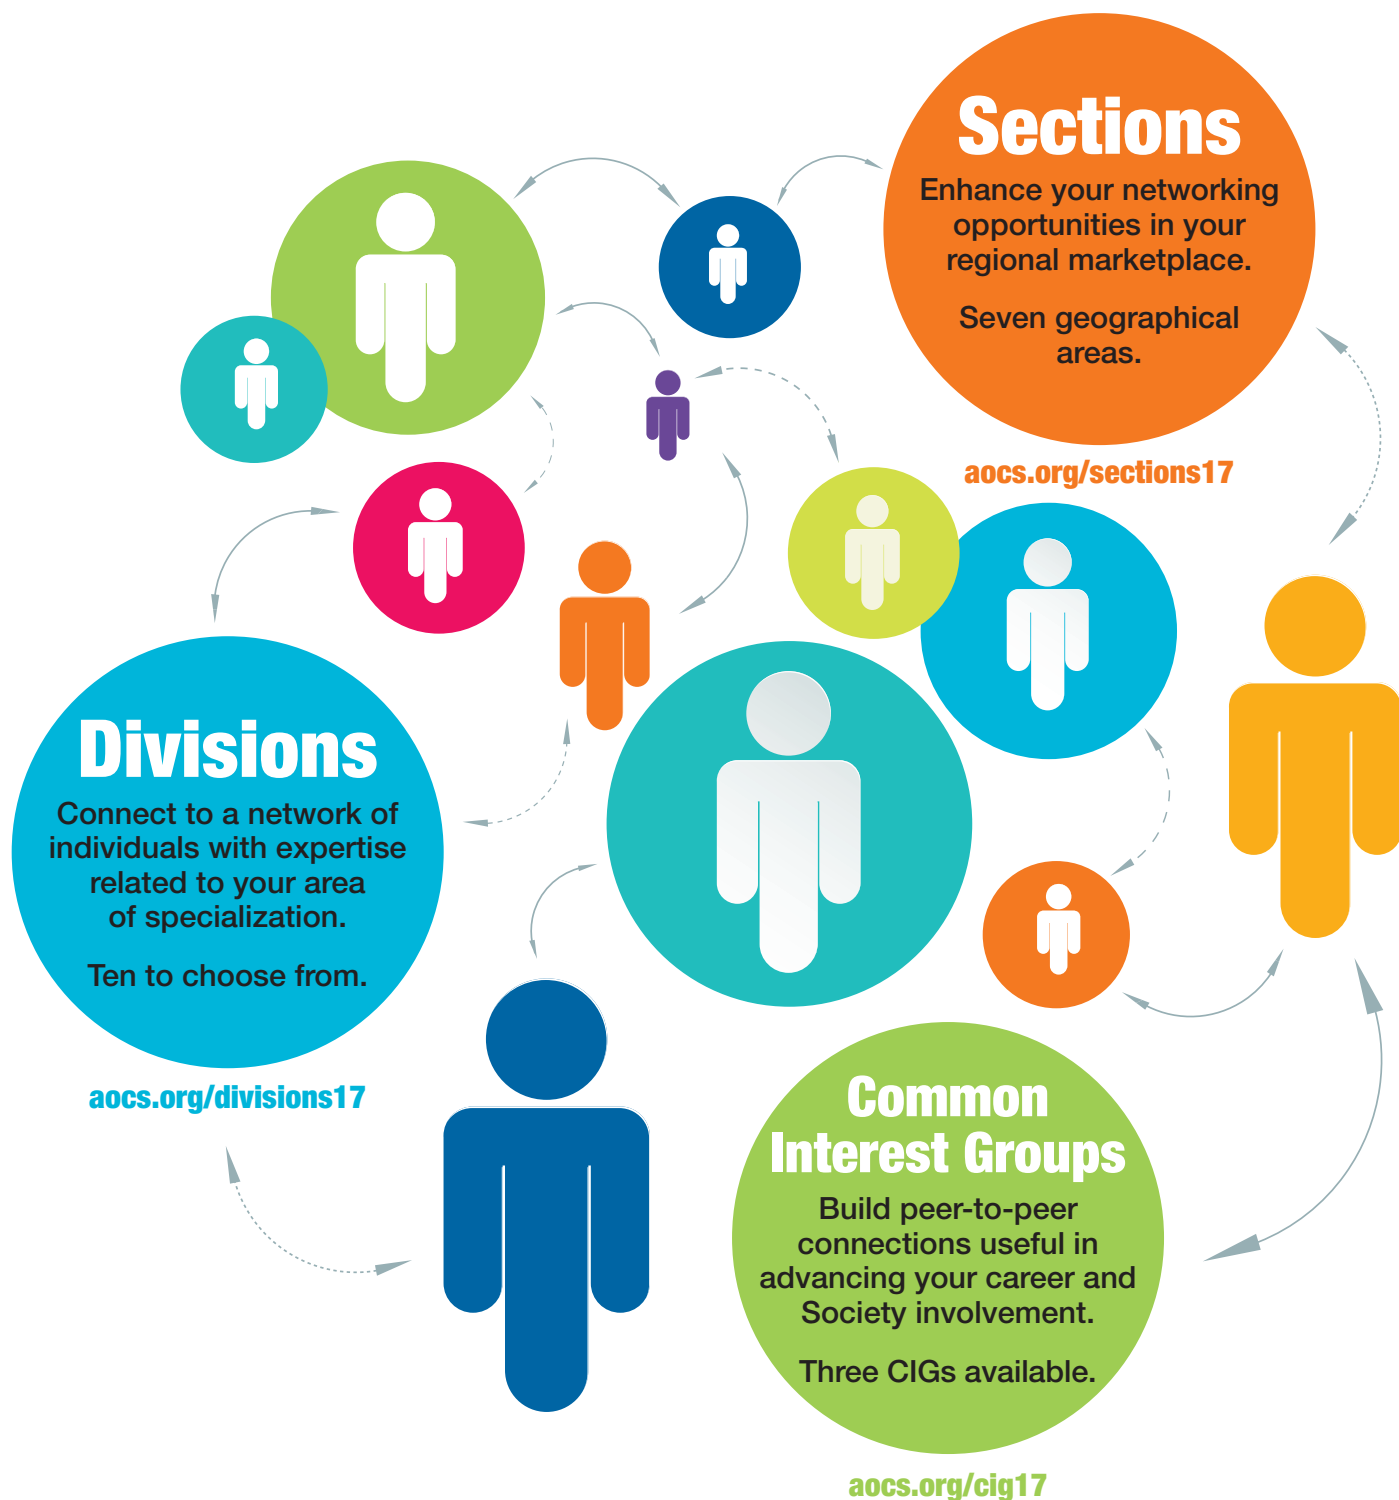 Sections
Enhance your networking
opportunities in your
regional marketplace.
Seven geographical
areas.
aocs.org/sections17
Divisions
Connect to a network of
individuals with expertise
related to your area
of specialization.
Ten to choose from.
aocs.org/divisions17
Common
Interest Groups
Build peer-to-peer
connections useful in
advancing your career and
Society involvement.
Three CIGs available.
aocs.org/cig17